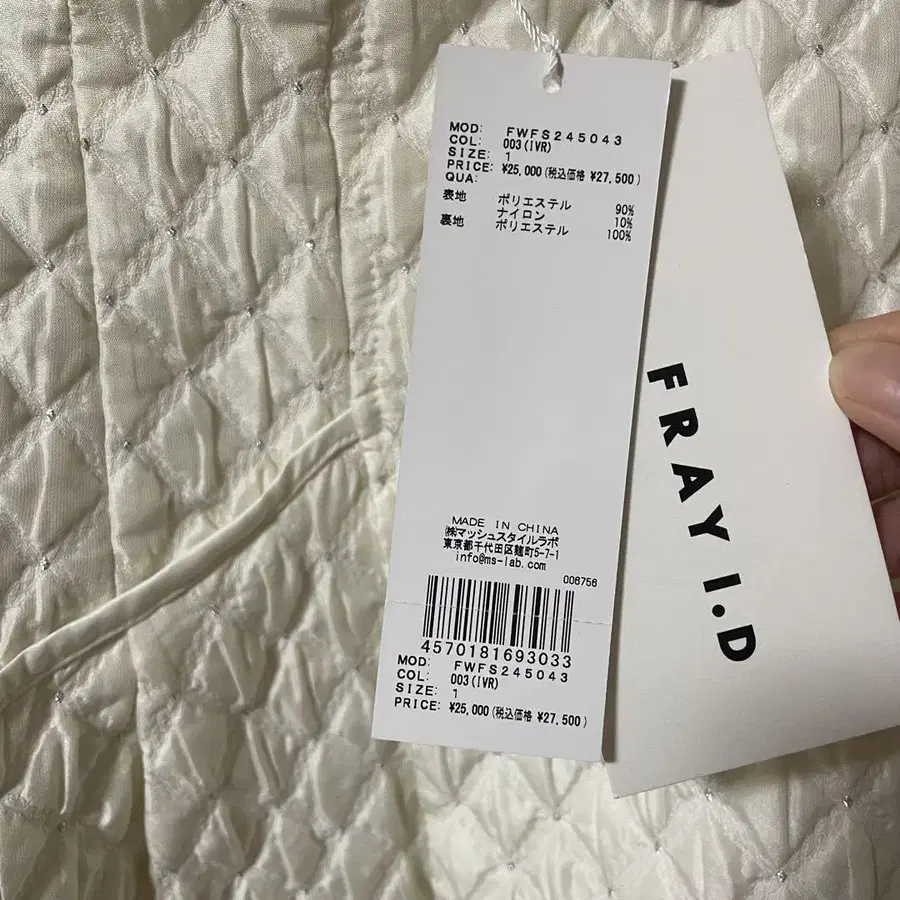 MOD: FWFS245043
COL: 003(IVR)
SIZE: 1
PRICE: ¥25,000(税込価格 ¥27,500)
QUA:
表地 ポリエステル 90%
ナイロン 10%
裏地 ポリエステル 100%
MADE IN CHINA
㈱マッシュスタイルラボ
東京都千代田区麹町5-7-1
info@ms-lab.com
006756
4570181693033
MOD: FWFS245043
COL: 003(IVR)
SIZE: 1
PRICE: ¥25,000(税込価格 ¥27,500)
FRAY I.D